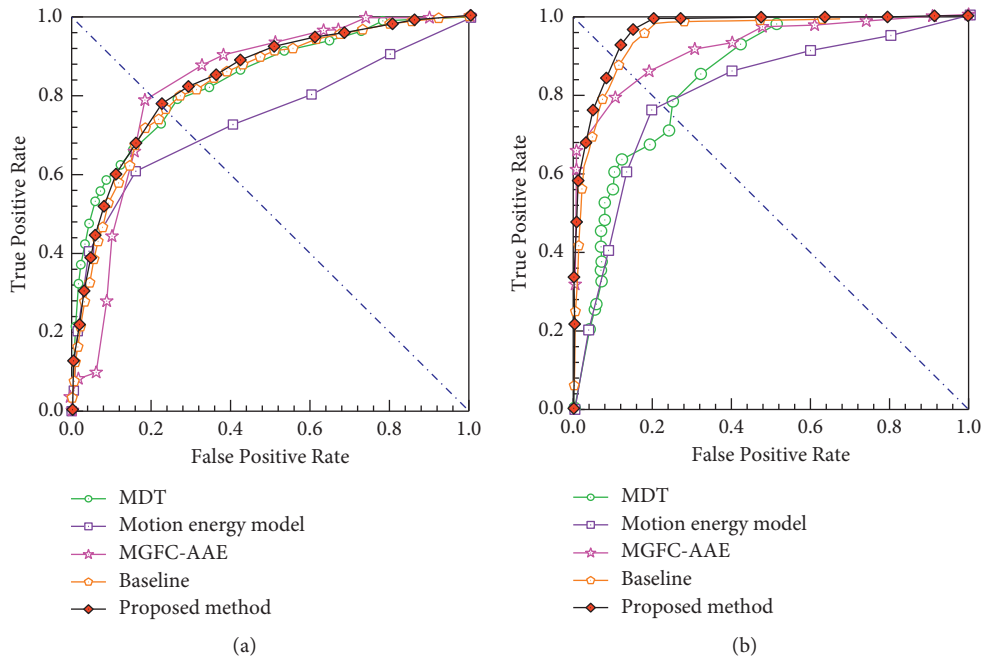 1.0
0.8
0.6
0.4
0.2
0.0
True Positive Rate
0.0 0.2 0.4 0.6 0.8 1.0
False Positive Rate
MDT
Motion energy model
MGFC-AAE
Baseline
Proposed method
(a)
1.0
0.8
0.6
0.4
0.2
0.0
True Positive Rate
0.0 0.2 0.4 0.6 0.8 1.0
False Positive Rate
MDT
Motion energy model
MGFC-AAE
Baseline
Proposed method
(b)